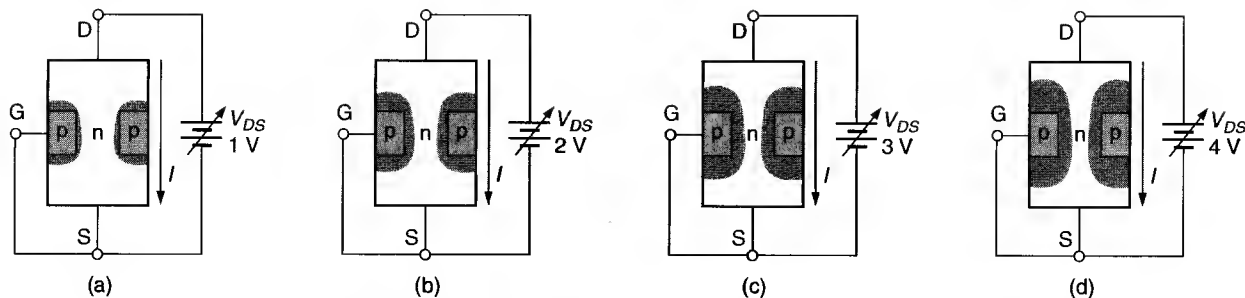 D
G
p n p
V_DS
1 V
I
S
(a)
D
G
p n p
V_DS
2 V
I
S
(b)
D
G
p n p
V_DS
3 V
I
S
(c)
D
G
p n p
V_DS
4 V
I
S
(d)